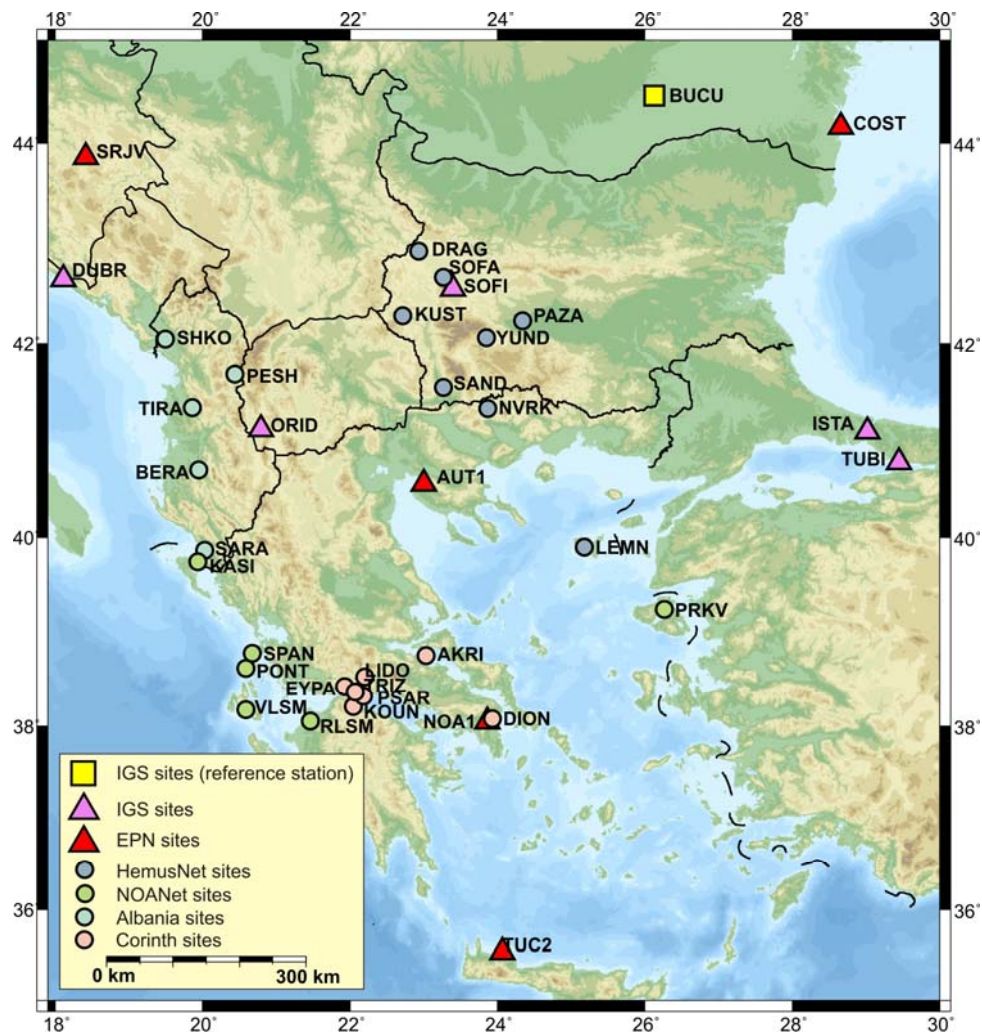 18° 20° 22° 24° 26° 28° 30°
BUCU
COST
44° 44°
SRJV
DRAG
DUBR
SOFA
SOFI
KUST
PAZA
SHKO
YUND
42° 42°
PESH
SAND
TIRA
NVRK
ORID
ISTA
TUBI
BERA
AUT1
40° 40°
SARA
LEMN
KASI
PRKV
SPAN
AKRI
PONT
LIDO
EYPA
TRIZ
PSAR
VLSM
KOUN
NOA1
DION
RLSM
38° 38°
IGS sites (reference station)
IGS sites
EPN sites
HemusNet sites
NOANet sites
Albania sites
Corinth sites
0 km 300 km
36° 36°
TUC2
18° 20° 22° 24° 26° 28° 30°